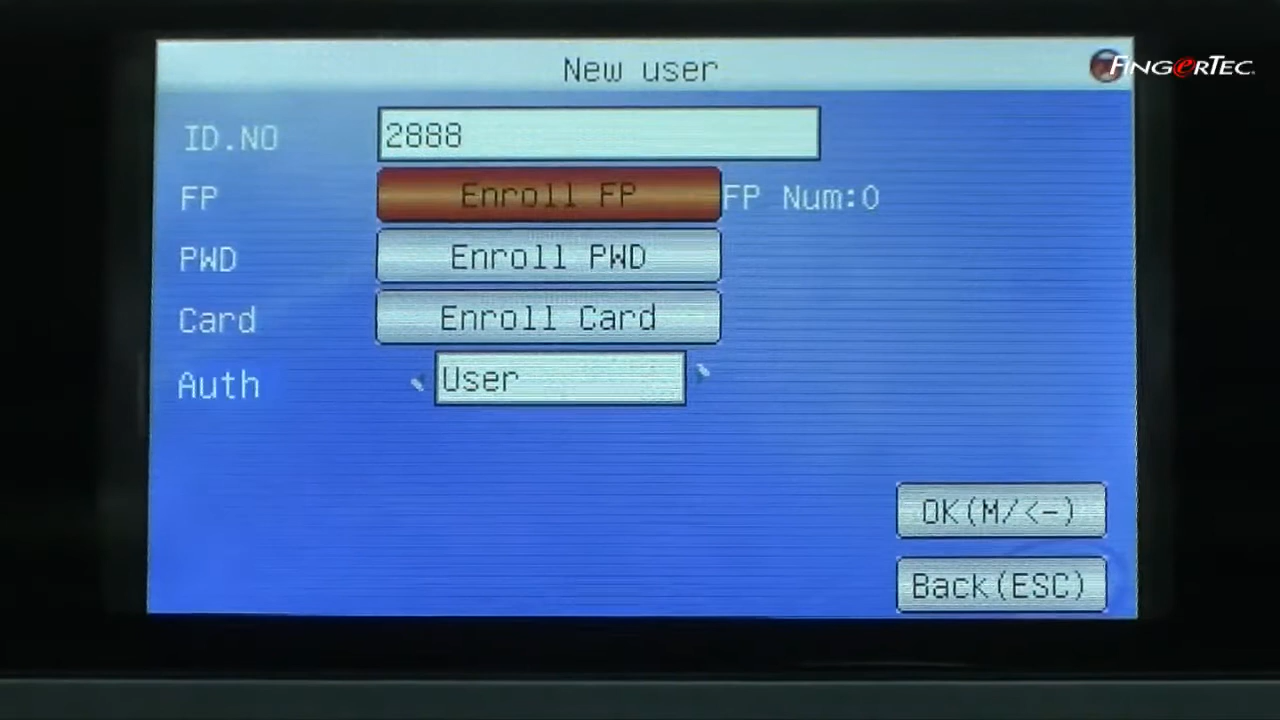 New user
FINGERTEC
ID.NO 2888
FP Enroll FP FP Num:0
PWD Enroll PWD
Card Enroll Card
Auth User
OK(M/<-)
Back(ESC)